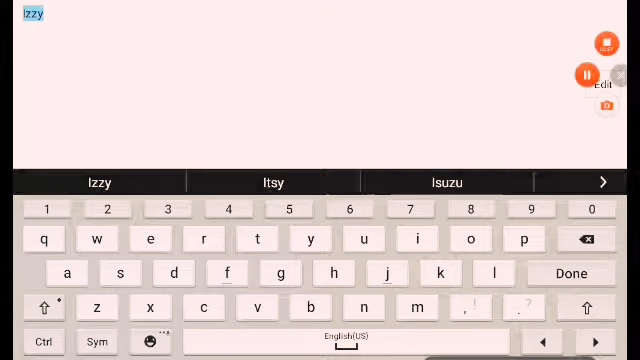 Izzy
Edit
Izzy Itsy Isuzu
1 2 3 4 5 6 7 8 9 0
q w e r t y u i o p
a s d f g h j k l Done
z x c v b n m , ! . ?
Ctrl Sym English(US)